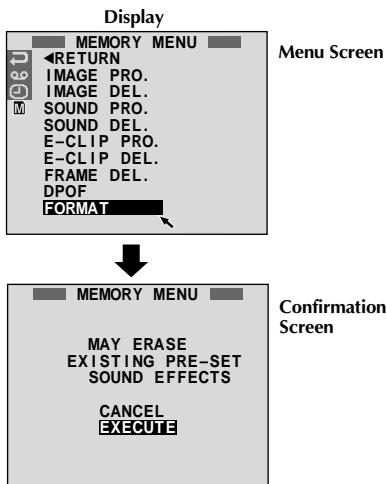 Display
MEMORY MENU
Menu Screen
◄RETURN
IMAGE PRO.
IMAGE DEL.
M
SOUND PRO.
SOUND DEL.
E–CLIP PRO.
E–CLIP DEL.
FRAME DEL.
DPOF
FORMAT
MEMORY MENU
Confirmation
Screen
MAY ERASE
EXISTING PRE–SET
SOUND EFFECTS
CANCEL
EXECUTE